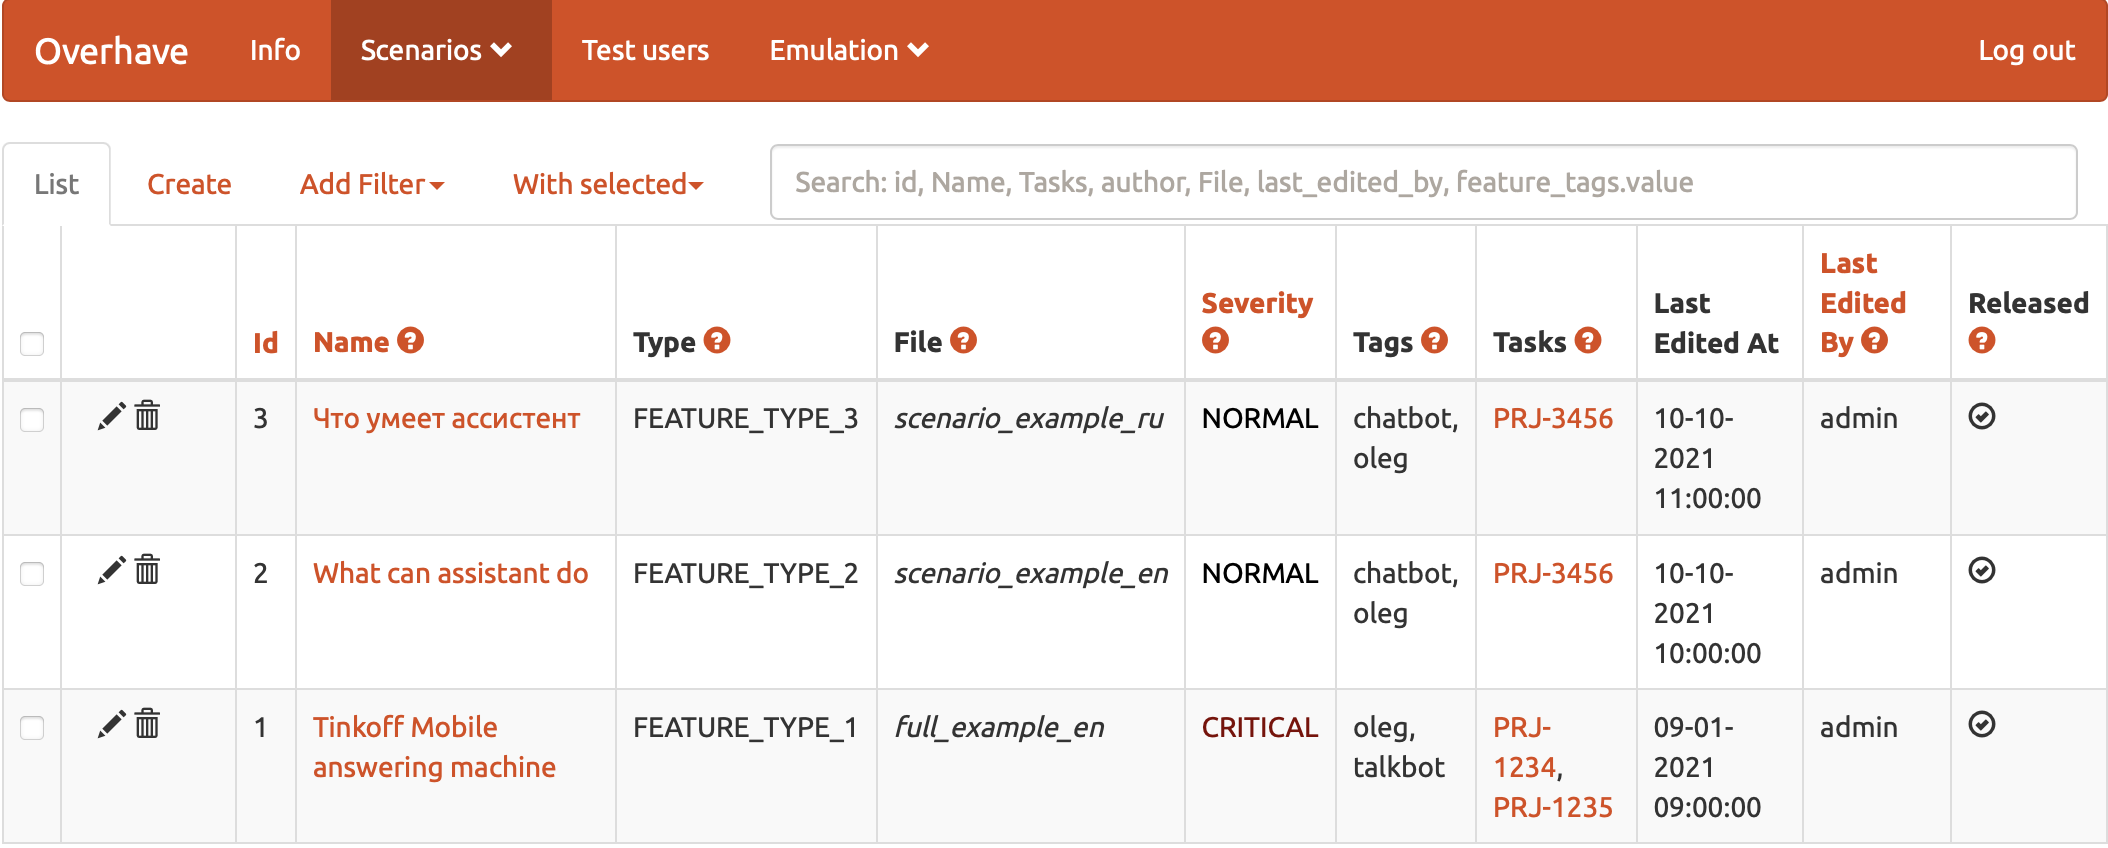 Overhave Info Scenarios Test users Emulation Log out
List Create Add Filter With selected Search: id, Name, Tasks, author, File, last_edited_by, feature_tags.value
Id Name Type File Severity Tags Tasks Last Edited At Last Edited By Released
3 Что умеет ассистент FEATURE_TYPE_3 scenario_example_ru NORMAL chatbot, PRJ-3456 10-10- admin
oleg 2021
11:00:00
2 What can assistant do FEATURE_TYPE_2 scenario_example_en NORMAL chatbot, PRJ-3456 10-10- admin
oleg 2021
10:00:00
1 Tinkoff Mobile FEATURE_TYPE_1 full_example_en CRITICAL oleg, PRJ- 09-01- admin
answering machine talkbot 1234, 2021
PRJ-1235 09:00:00